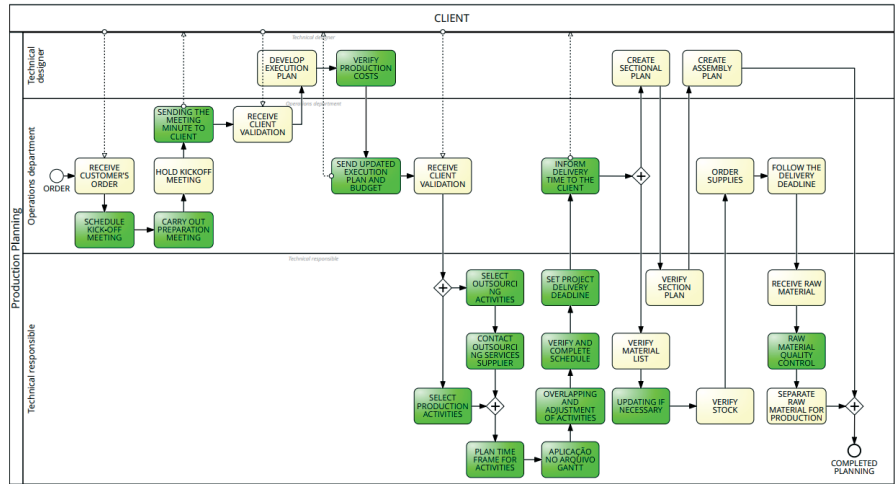 CLIENT
Production Planning
Technical
designer
Technical designer
DEVELOP
EXECUTION
PLAN
VERIFY
PRODUCTION
COSTS
CREATE
SECTIONAL
PLAN
CREATE
ASSEMBLY
PLAN
Operations department
Operations department
ORDER
RECEIVE
CUSTOMER'S
ORDER
SCHEDULE
KICK-OFF
MEETING
CARRY OUT
PREPARATION
MEETING
HOLD KICKOFF
MEETING
SENDING THE
MEETING
MINUTE TO
CLIENT
RECEIVE
CLIENT
VALIDATION
SEND UPDATED
EXECUTION
PLAN AND
BUDGET
RECEIVE
CLIENT
VALIDATION
INFORM
DELIVERY
TIME TO THE
CLIENT
ORDER
SUPPLIES
FOLLOW THE
DELIVERY
DEADLINE
Technical responsible
Technical responsible
SELECT
OUTSOURCI
NG
ACTIVITIES
CONTACT
OUTSOURCI
NG SERVICES
SUPPLIER
SELECT
PRODUCTION
ACTIVITIES
PLAN TIME
FRAME FOR
ACTIVITIES
APLICAÇÃO
NO ARQUIVO
GANTT
OVERLAPPING
AND
ADJUSTMENT
OF ACTIVITIES
VERIFY AND
COMPLETE
SCHEDULE
SET PROJECT
DELIVERY
DEADLINE
VERIFY
MATERIAL
LIST
UPDATING IF
NECESSARY
VERIFY
SECTION
PLAN
VERIFY
STOCK
RECEIVE RAW
MATERIAL
RAW
MATERIAL
QUALITY
CONTROL
SEPARATE
RAW
MATERIAL FOR
PRODUCTION
COMPLETED
PLANNING